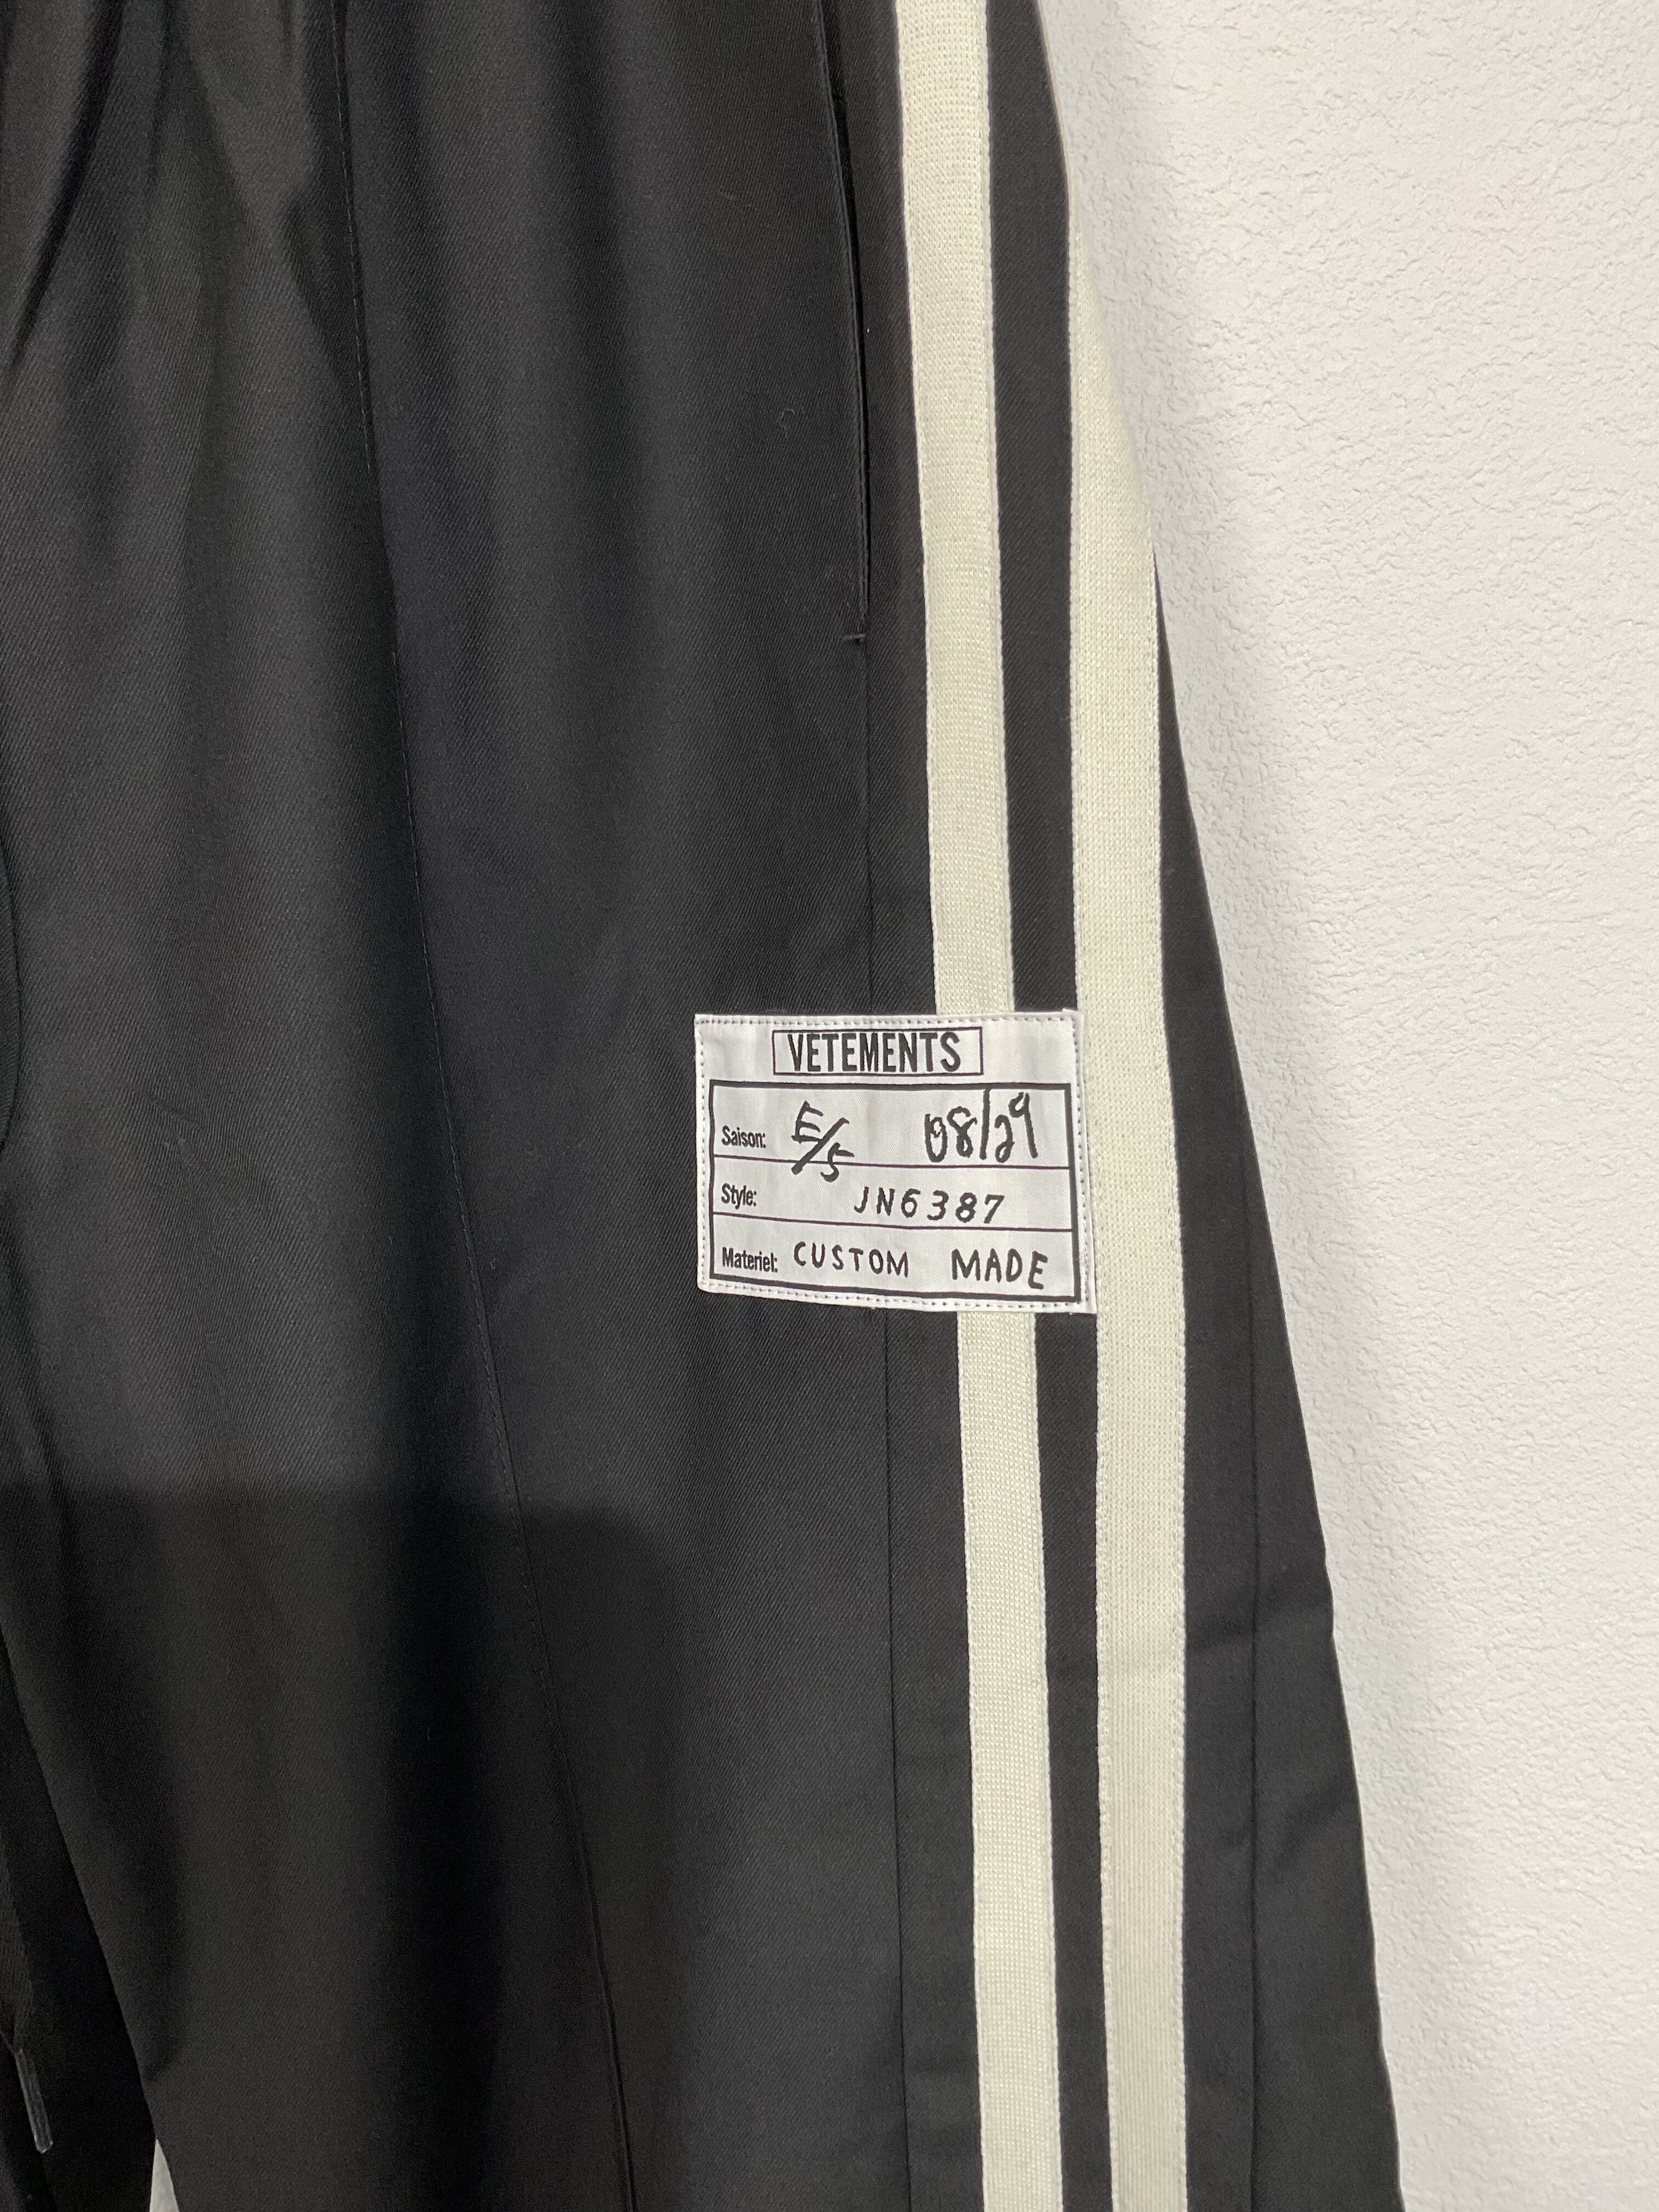 VETEMENTS
Saison: E/S 08/29
Style: JN6387
Materiel: CUSTOM MADE